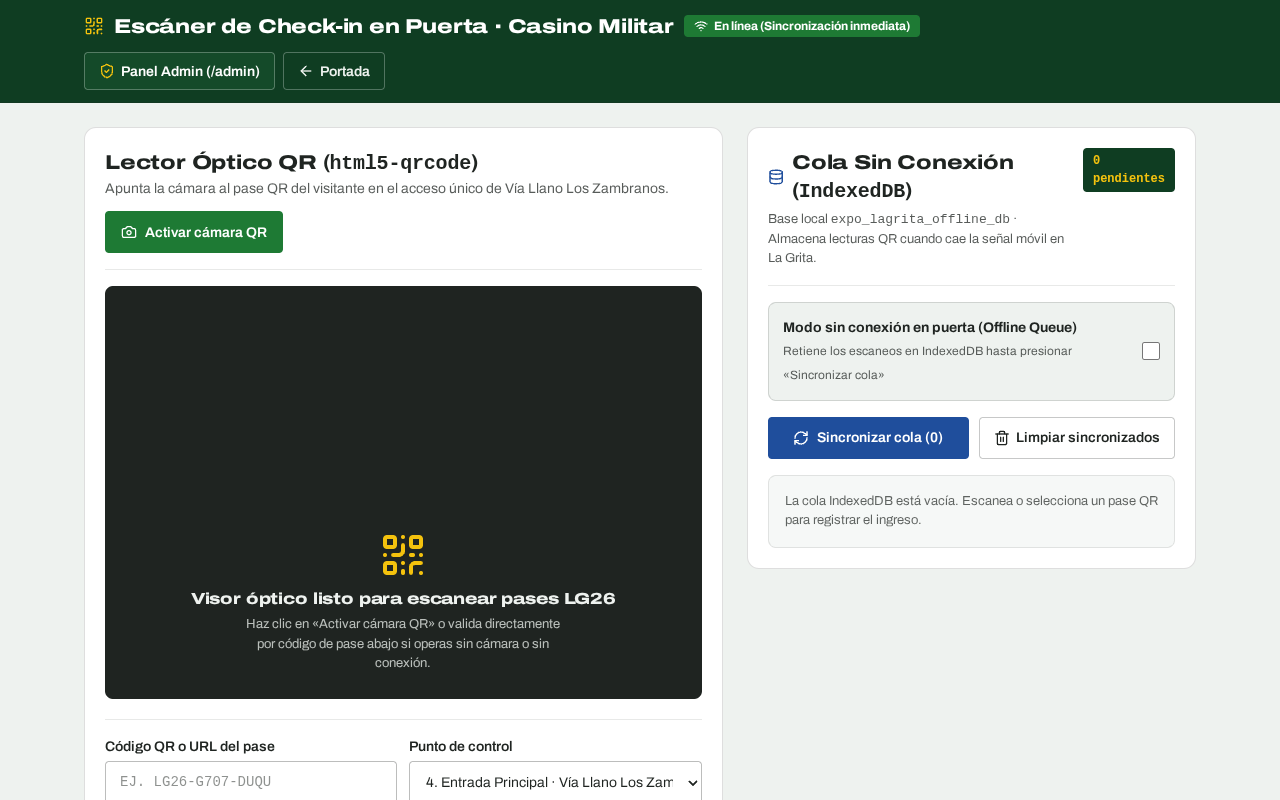 Escáner de Check-in en Puerta · Casino Militar
En línea (Sincronización inmediata)
Panel Admin (/admin)
Portada
Lector Óptico QR (html5-qrcode)
Apunta la cámara al pase QR del visitante en el acceso único de Vía Llano Los Zambranos.
Activar cámara QR
Visor óptico listo para escanear pases LG26
Haz clic en «Activar cámara QR» o valida directamente
por código de pase abajo si operas sin cámara o sin
conexión.
Código QR o URL del pase
EJ. LG26-G707-DUQU
Punto de control
4. Entrada Principal · Vía Llano Los Zam
Cola Sin Conexión
(IndexedDB)
0
pendientes
Base local expo_lagrita_offline_db ·
Almacena lecturas QR cuando cae la señal móvil en
La Grita.
Modo sin conexión en puerta (Offline Queue)
Retiene los escaneos en IndexedDB hasta presionar
«Sincronizar cola»
Sincronizar cola (0)
Limpiar sincronizados
La cola IndexedDB está vacía. Escanea o selecciona un pase QR
para registrar el ingreso.